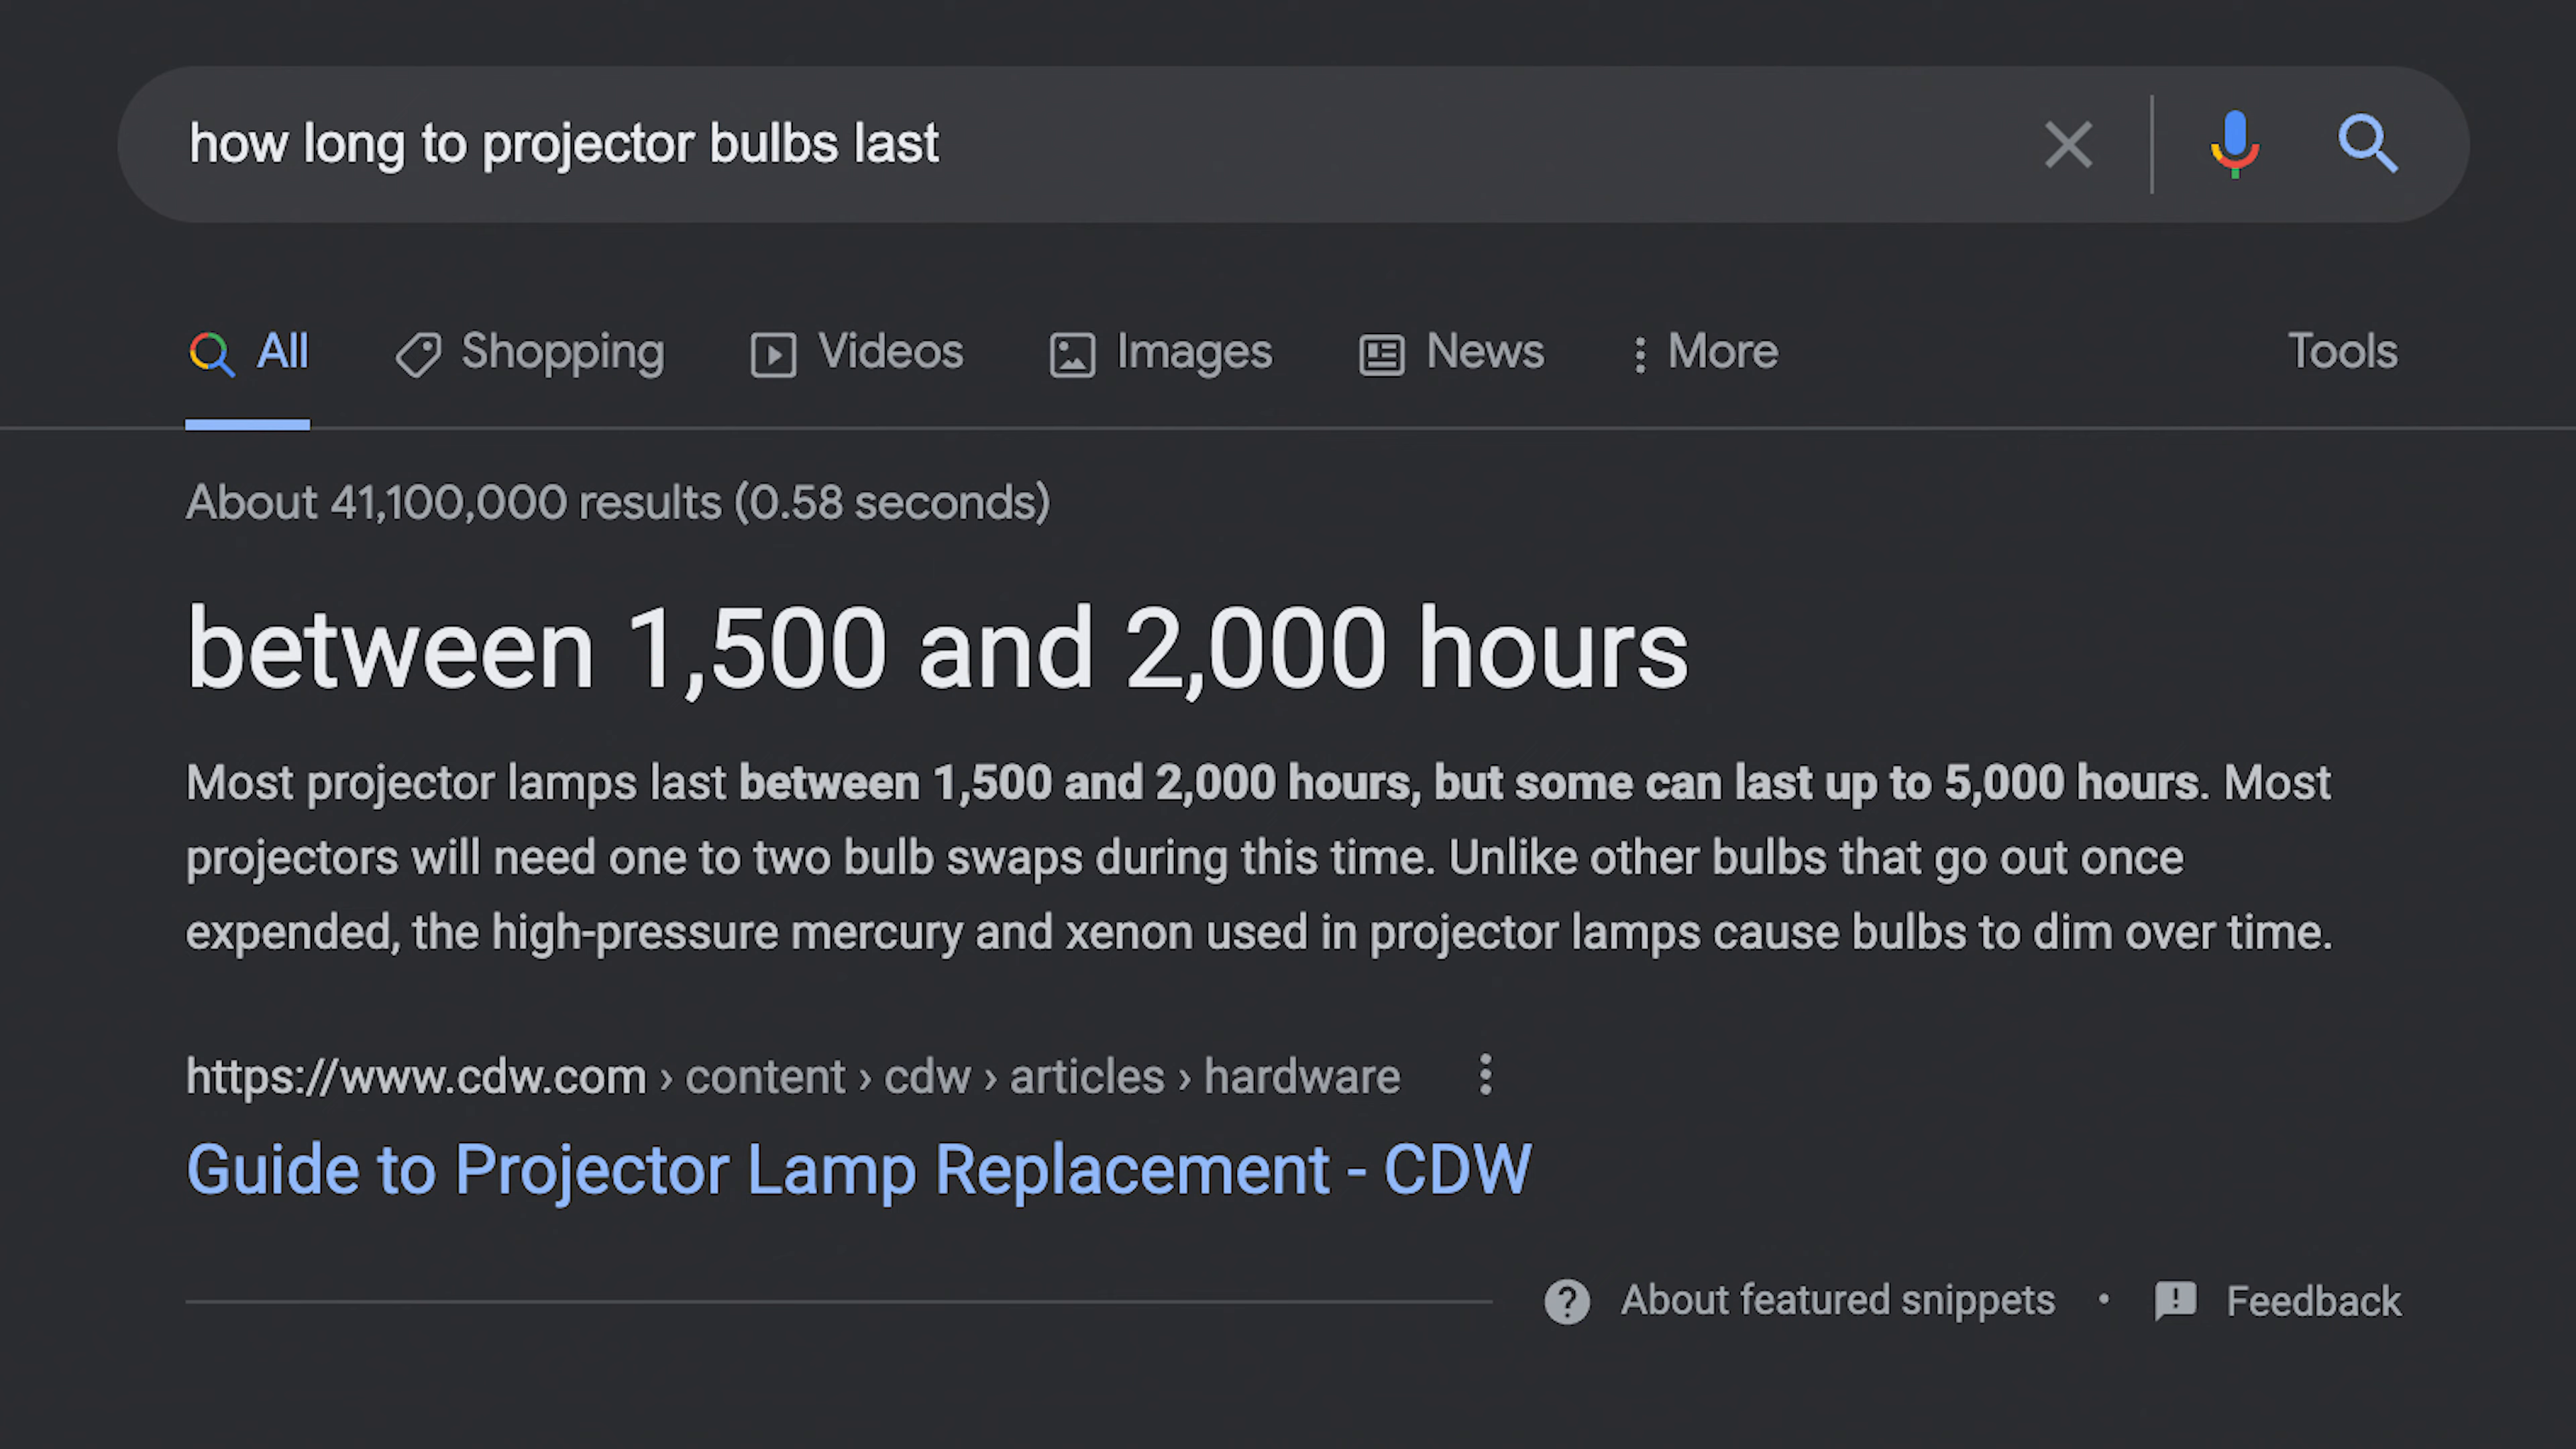 how long to projector bulbs last
All Shopping Videos Images News More Tools
About 41,100,000 results (0.58 seconds)
between 1,500 and 2,000 hours
Most projector lamps last between 1,500 and 2,000 hours, but some can last up to 5,000 hours. Most
projectors will need one to two bulb swaps during this time. Unlike other bulbs that go out once
expended, the high-pressure mercury and xenon used in projector lamps cause bulbs to dim over time.
https://www.cdw.com › content › cdw › articles › hardware
Guide to Projector Lamp Replacement - CDW
About featured snippets • Feedback